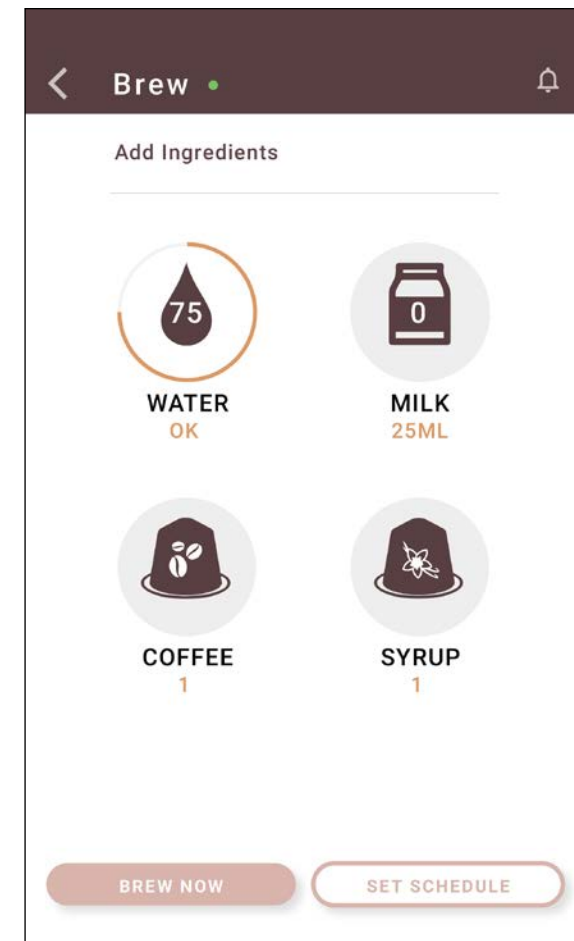 Brew
Add Ingredients
75
0
WATER
MILK
OK
25ML
COFFEE
SYRUP
1
1
BREW NOW
SET SCHEDULE